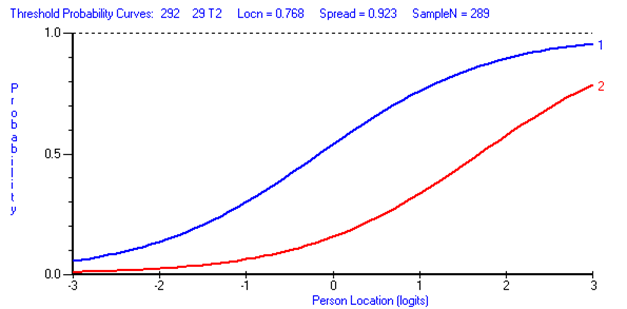 Threshold Probability Curves: 292 29 T2 Locn = 0.768 Spread = 0.923 SampleN = 289
1.0
1
2
Probability
0.5
0.0
-3 -2 -1 0 1 2 3
Person Location (logits)